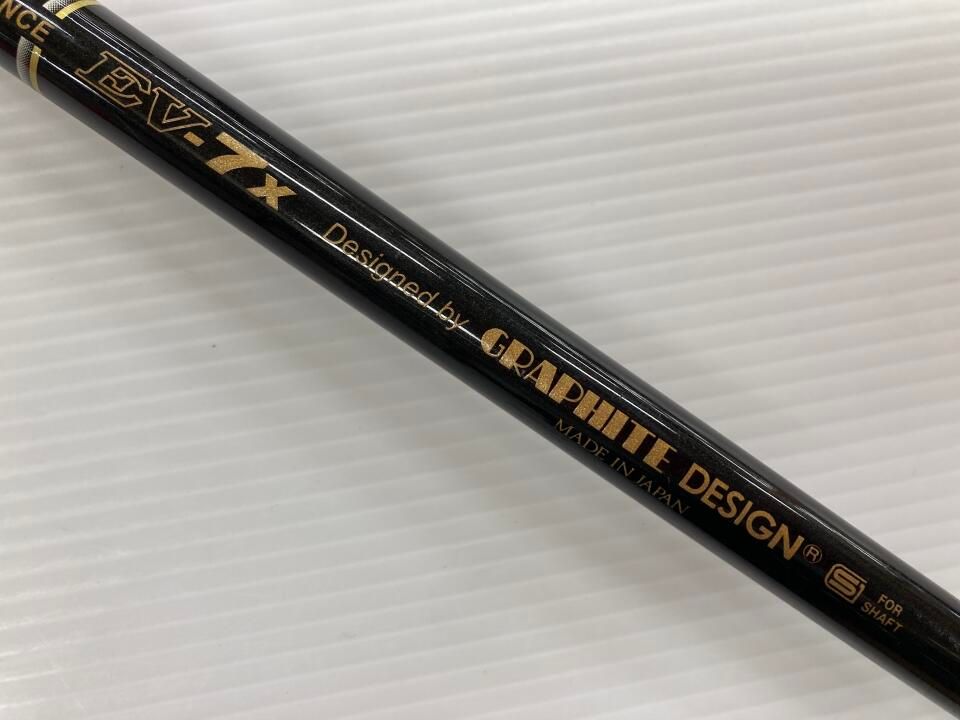 NCE
EV-7x
Designed by
GRAPHITE DESIGN®
MADE IN JAPAN
S FOR
SHAFT